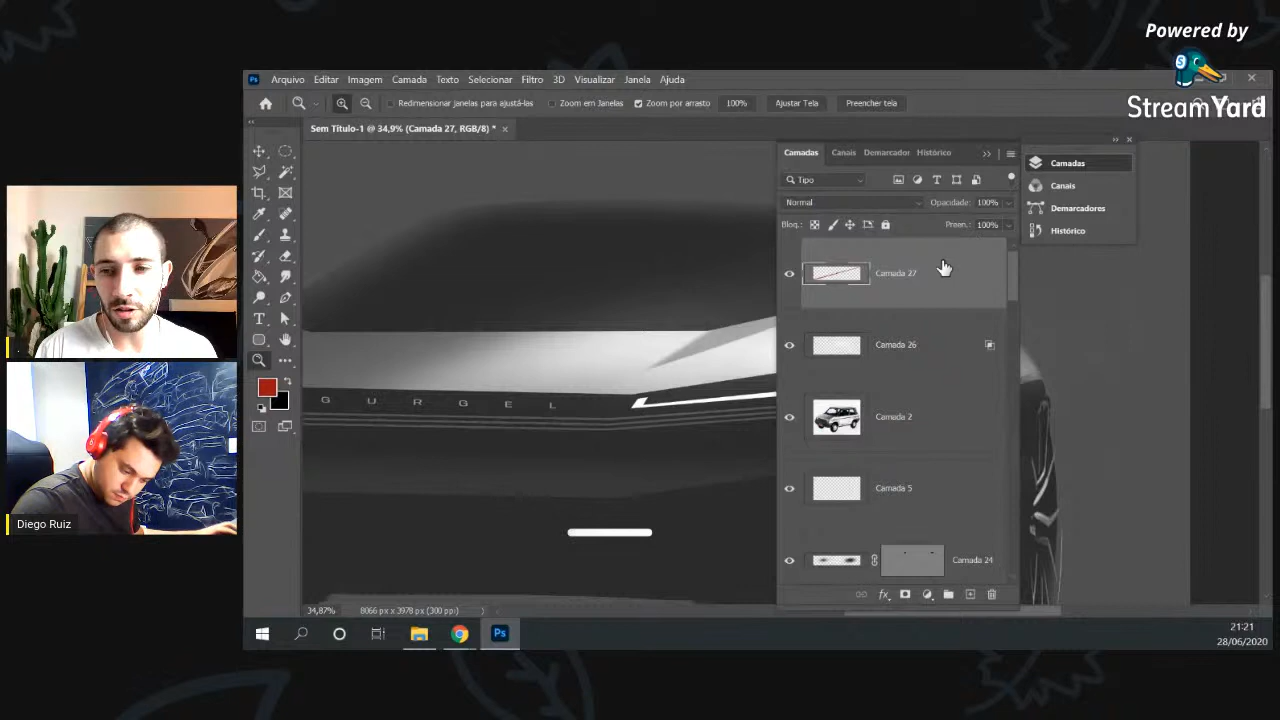 Powered by
StreamYard
Arquivo Editar Imagem Camada Texto Selecionar Filtro 3D Visualizar Janela Ajuda
Redimensionar janelas para ajustá-las Zoom em Janelas Zoom por arrasto 100% Ajustar Tela Preencher tela
Sem Título-1 @ 34,9% (Camada 27, RGB/8) *
Camadas Canais Demarcador Histórico
Tipo
Normal Opacidade: 100%
Bloq.: Preen.: 100%
Camada 27
Camada 26
Camada 2
Camada 5
Camada 24
Camadas
Canais
Demarcadores
Histórico
G U R G E L
Diego Ruiz
34,87% 8066 px x 3978 px (300 ppi)
Ps
21:21
28/06/2020